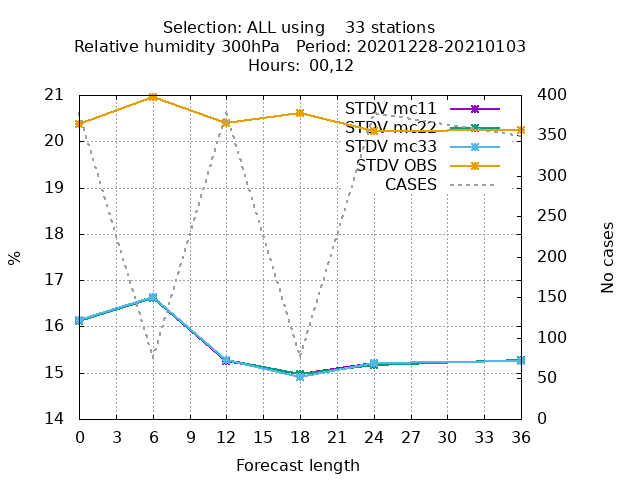 Selection: ALL using    33 stations
Relative humidity 300hPa   Period: 20201228-20210103
Hours:  00,12
STDV mc11
STDV mc22
STDV mc33
STDV OBS
CASES
%
21
20
19
18
17
16
15
14
No cases
400
350
300
250
200
150
100
50
0
0 3 6 9 12 15 18 21 24 27 30 33 36
Forecast length